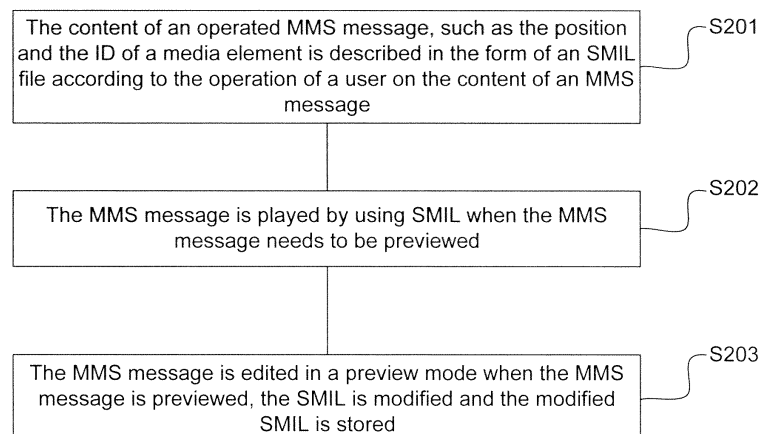 The content of an operated MMS message, such as the position
and the ID of a media element is described in the form of an SMIL
file according to the operation of a user on the content of an MMS
message
S201
The MMS message is played by using SMIL when the MMS
message needs to be previewed
S202
The MMS message is edited in a preview mode when the MMS
message is previewed, the SMIL is modified and the modified
SMIL is stored
S203